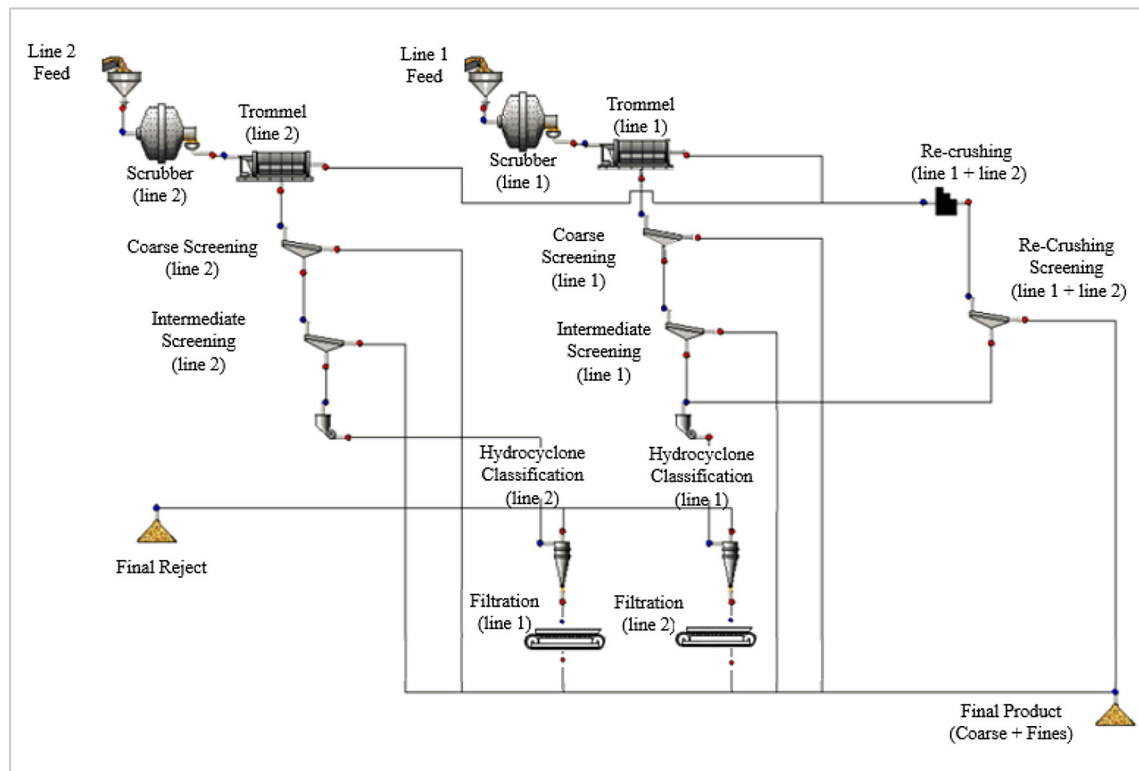 Line 2
Feed
Line 1
Feed
Trommel
(line 2)
Trommel
(line 1)
Scrubber
(line 2)
Scrubber
(line 1)
Re-crushing
(line 1 + line 2)
Coarse Screening
(line 2)
Coarse
Screening
(line 1)
Re-Crushing
Screening
(line 1 + line 2)
Intermediate
Screening
(line 2)
Intermediate
Screening
(line 1)
Hydrocyclone
Classification
(line 2)
Hydrocyclone
Classification
(line 1)
Final Reject
Filtration
(line 1)
Filtration
(line 2)
Final Product
(Coarse + Fines)